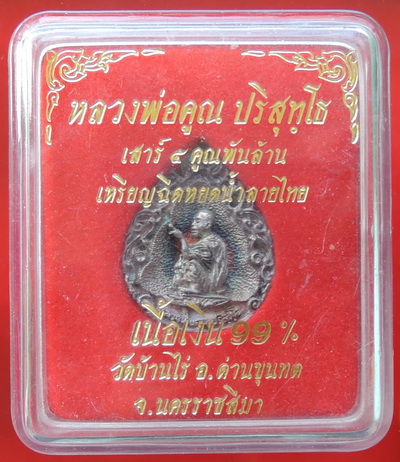 หลวงพ่อคูณ ปริสุทฺโธ
เสาร์ ๕ คูณพันล้าน
เหรียญฉีดหยดน้ำลายไทย
เนื้อเงิน 99 %
วัดบ้านไร่ อ.ด่านขุนทด
จ.นครราชสีมา